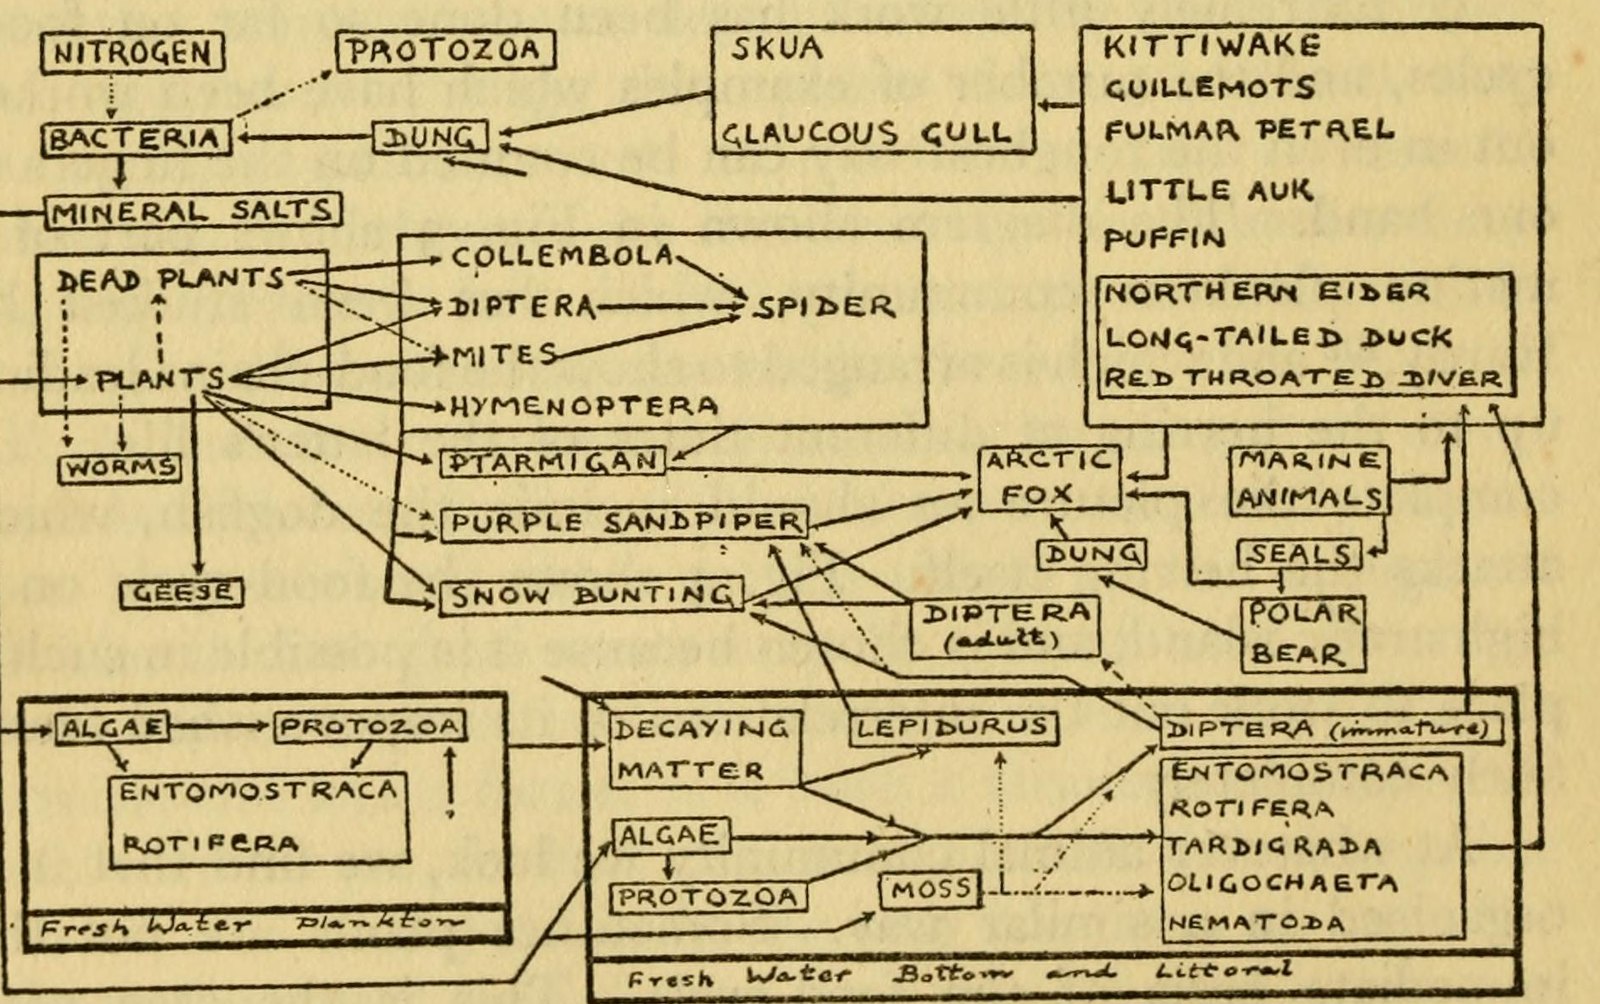 NITROGEN
PROTOZOA
BACTERIA
DUNG
MINERAL SALTS
SKUA
GLAUCOUS GULL
KITTIWAKE
GUILLEMOTS
FULMAR PETREL
LITTLE AUK
PUFFIN
NORTHERN EIDER
LONG-TAILED DUCK
RED THROATED DIVER
DEAD PLANTS
PLANTS
WORMS
GEESE
COLLEMBOLA
DIPTERA
MITES
HYMENOPTERA
SPIDER
PTARMIGAN
PURPLE SANDPIPER
SNOW BUNTING
ARCTIC
FOX
MARINE
ANIMALS
DUNG
SEALS
POLAR
BEAR
DIPTERA
(adult)
ALGAE
PROTOZOA
ENTOMOSTRACA
ROTIFERA
?
Fresh Water Plankton
DECAYING
MATTER
LEPIDURUS
DIPTERA (immature)
ALGAE
PROTOZOA
MOSS
ENTOMOSTRACA
ROTIFERA
TARDIGRADA
OLIGOCHAETA
NEMATODA
Fresh Water Bottom and Littoral